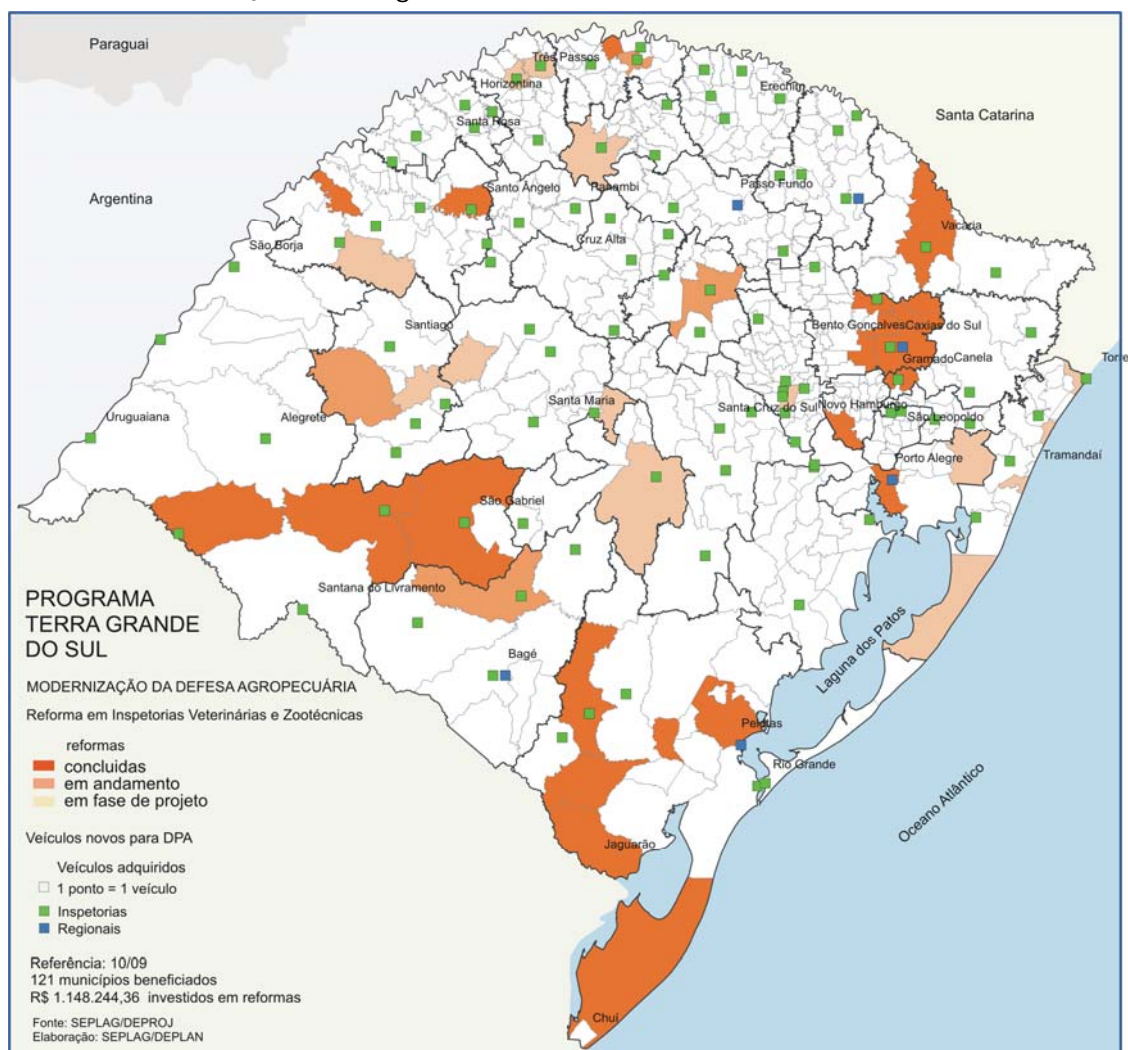 Paraguai
Três Passos
Horizontina
Erechim
Santa Rosa
Santa Catarina
Argentina
Santo Ângelo
Panambi
Passo Fundo
Vacaria
São Borja
Cruz Alta
Santiago
Bento Gonçalves
Caxias do Sul
Gramado
Canela
Torre
Uruguaiana
Alegrete
Santa Maria
Santa Cruz do Sul
Novo Hamburgo
São Leopoldo
Porto Alegre
Tramandaí
São Gabriel
Santana do Livramento
Bagé
Laguna dos Patos
Pelotas
Rio Grande
Oceano Atlântico
Jaguarão
Chuí
PROGRAMA
TERRA GRANDE
DO SUL
MODERNIZAÇÃO DA DEFESA AGROPECUÁRIA
Reforma em Inspetorias Veterinárias e Zootécnicas
reformas
concluidas
em andamento
em fase de projeto
Veículos novos para DPA
Veículos adquiridos
1 ponto = 1 veículo
Inspetorias
Regionais
Referência: 10/09
121 municípios beneficiados
R$ 1.148.244,36 investidos em reformas
Fonte: SEPLAG/DEPROJ
Elaboração: SEPLAG/DEPLAN